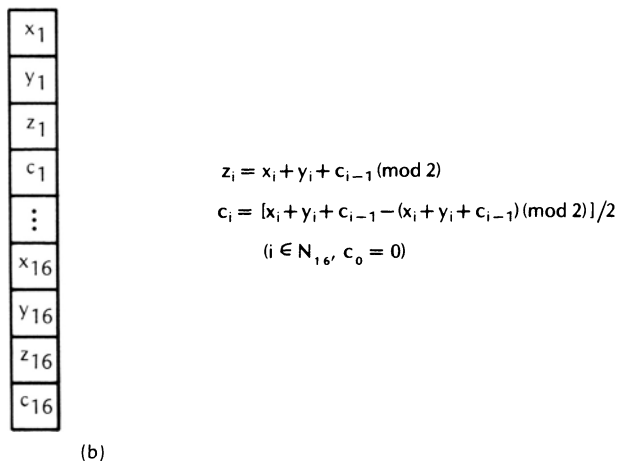 x1
y1
z1
c1
⋮
x16
y16
z16
c16
zi = xi + yi + ci−1 (mod 2)
ci = [xi + yi + ci−1 − (xi + yi + ci−1) (mod 2)]/2
(i ∈ N16, c0 = 0)
(b)